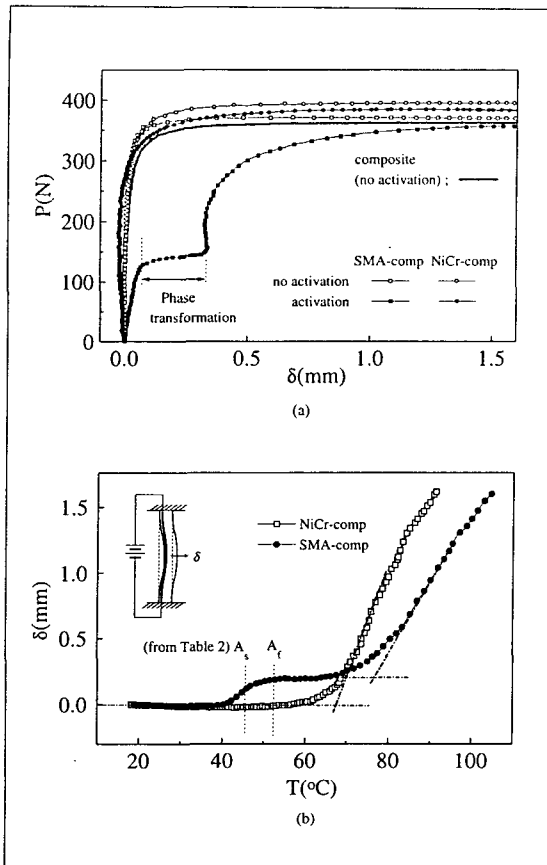 400
300
200
100
0
P(N)
composite
(no activation) ;
SMA-comp NiCr-comp
no activation
activation
Phase
transformation
0.0 0.5 1.0 1.5
δ(mm)
(a)
1.5
1.0
0.5
0.0
δ(mm)
NiCr-comp
SMA-comp
δ
(from Table 2) As Af
20 40 60 80 100
T(°C)
(b)